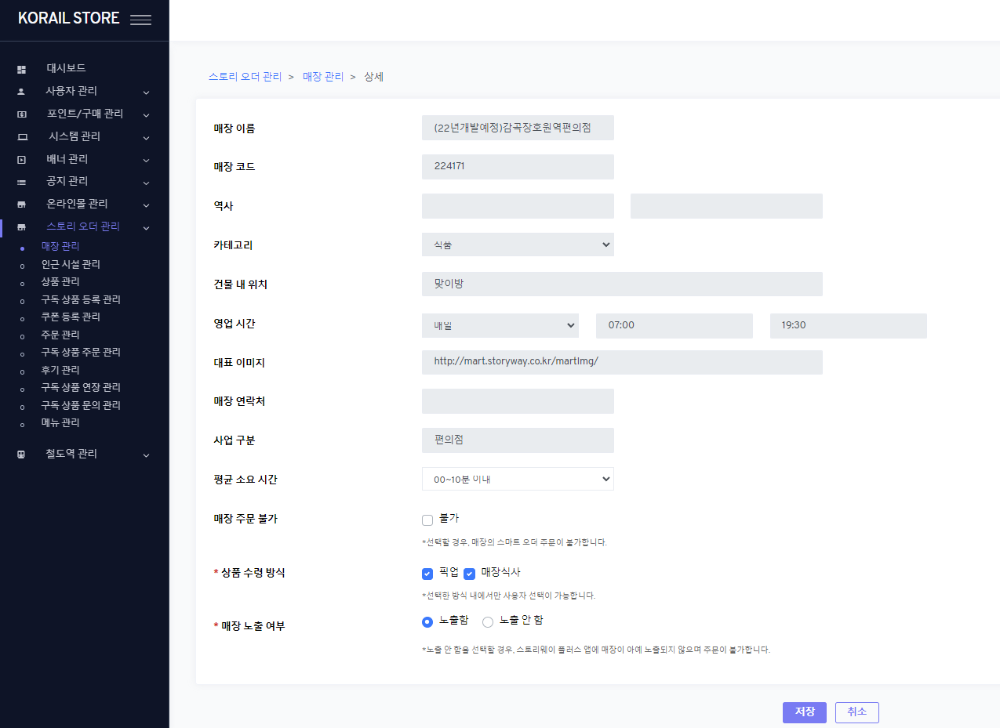 KORAIL STORE
대시보드
사용자 관리
포인트/구매 관리
시스템 관리
배너 관리
공지 관리
온라인몰 관리
스토리 오더 관리
매장 관리
인근 시설 관리
상품 관리
구독 상품 등록 관리
쿠폰 등록 관리
주문 관리
구독 상품 주문 관리
후기 관리
구독 상품 연장 관리
구독 상품 문의 관리
메뉴 관리
철도역 관리
스토리 오더 관리 > 매장 관리 > 상세
매장 이름 (22년개발예정)감곡장호원역편의점
매장 코드 224171
역사
카테고리 식품
건물 내 위치 맞이방
영업 시간 매일 07:00 19:30
대표 이미지 http://mart.storyway.co.kr/martImg/
매장 연락처
사업 구분 편의점
평균 소요 시간 00~10분 이내
매장 주문 불가 불가
*선택할 경우, 매장의 스마트 오더 주문이 불가합니다.
* 상품 수령 방식 픽업 매장식사
*선택한 방식 내에서만 사용자 선택이 가능합니다.
* 매장 노출 여부 노출함 노출 안 함
*노출 안 함을 선택할 경우, 스토리웨이 플러스 앱에 매장이 아예 노출되지 않으며 주문이 불가합니다.
저장 취소